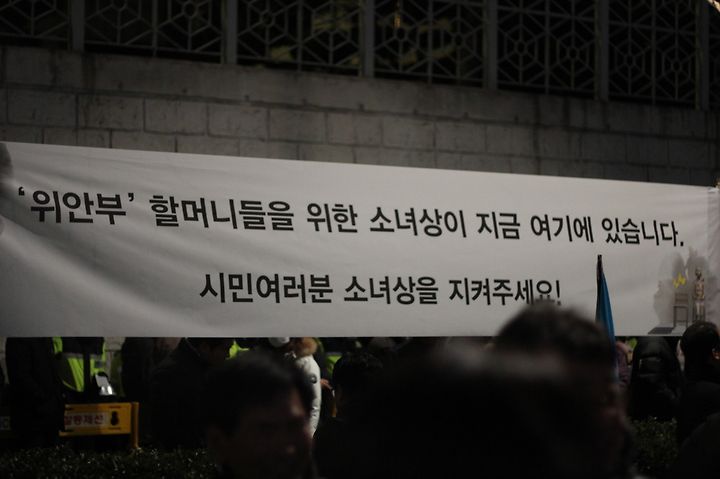 '위안부' 할머니들을 위한 소녀상이 지금 여기에 있습니다.
시민여러분 소녀상을 지켜주세요!